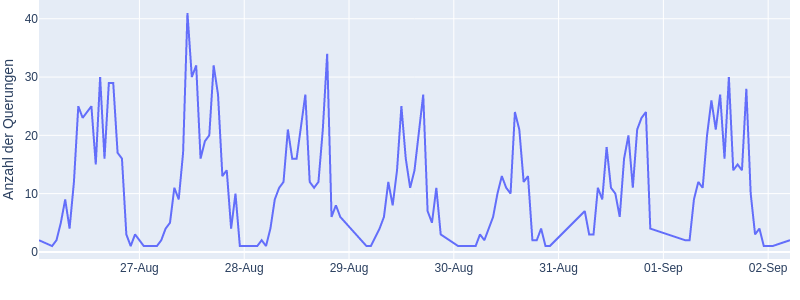 Anzahl der Querungen
40
30
20
10
0
27-Aug
28-Aug
29-Aug
30-Aug
31-Aug
01-Sep
02-Sep